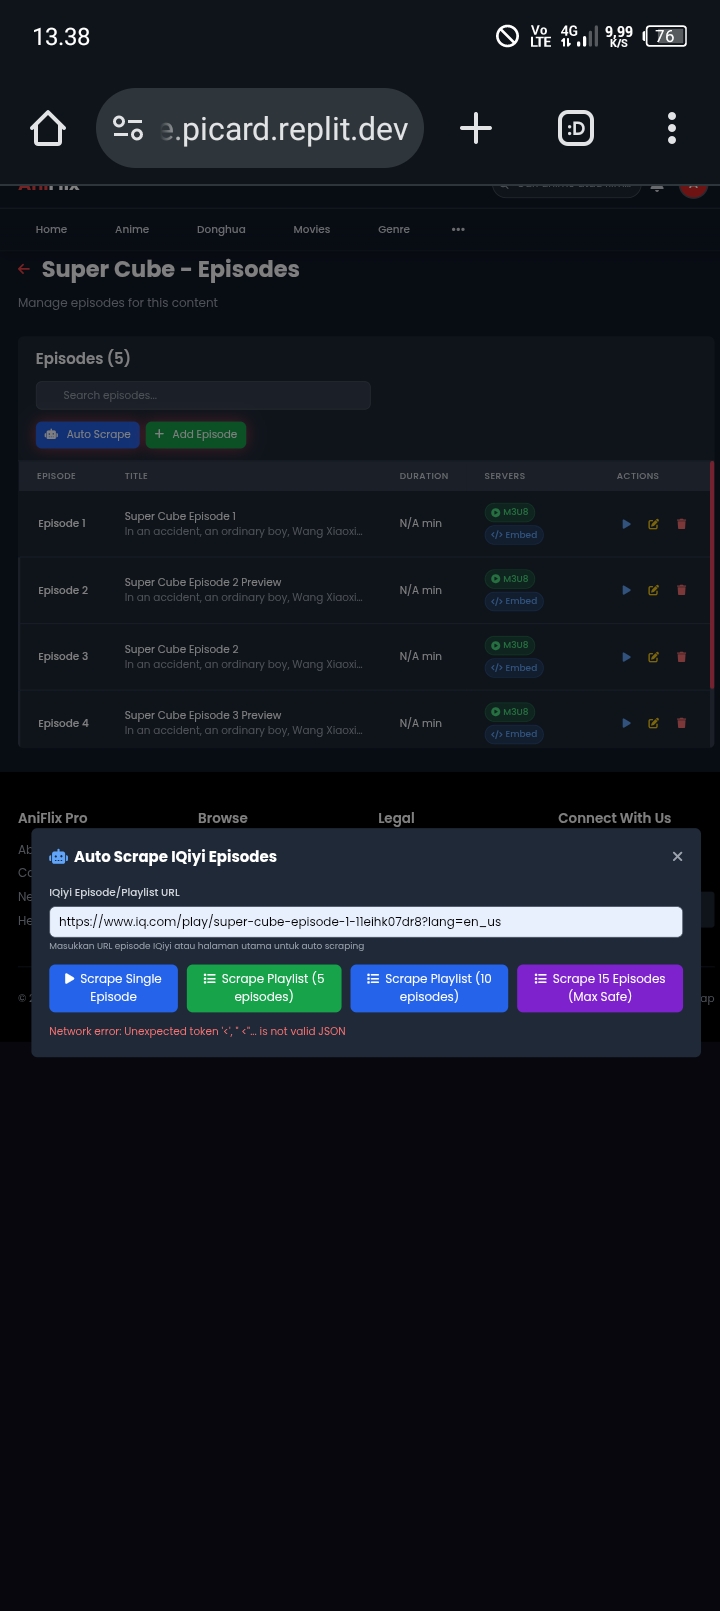 13.38
Vo LTE 4G 9,99 K/S 76
e.picard.replit.dev
:D
AniFlix
Home Anime Donghua Movies Genre •••
← Super Cube - Episodes
Manage episodes for this content
Episodes (5)
Search episodes...
Auto Scrape + Add Episode
EPISODE TITLE DURATION SERVERS ACTIONS
Episode 1 Super Cube Episode 1 N/A min M3U8
In an accident, an ordinary boy, Wang Xiaoxi... </> Embed
Episode 2 Super Cube Episode 2 Preview N/A min M3U8
In an accident, an ordinary boy, Wang Xiaoxi... </> Embed
Episode 3 Super Cube Episode 2 N/A min M3U8
In an accident, an ordinary boy, Wang Xiaoxi... </> Embed
Episode 4 Super Cube Episode 3 Preview N/A min M3U8
In an accident, an ordinary boy, Wang Xiaoxi... </> Embed
AniFlix Pro Browse Legal Connect With Us
Ab
Co
Ne
He
© 2
ap
Auto Scrape IQiyi Episodes ×
IQiyi Episode/Playlist URL
https://www.iq.com/play/super-cube-episode-1-11eihk07dr8?lang=en_us
Masukkan URL episode IQiyi atau halaman utama untuk auto scraping
Scrape Single Episode
Scrape Playlist (5 episodes)
Scrape Playlist (10 episodes)
Scrape 15 Episodes (Max Safe)
Network error: Unexpected token '<', " <"... is not valid JSON